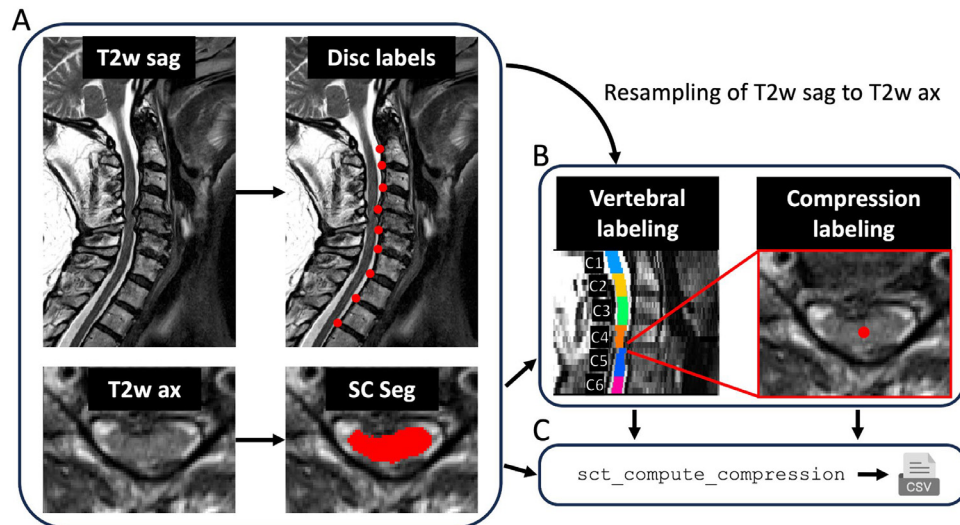 A
T2w sag
Disc labels
Resampling of T2w sag to T2w ax
B
Vertebral
labeling
Compression
labeling
C1
C2
C3
C4
C5
C6
T2w ax
SC Seg
C
sct_compute_compression
CSV